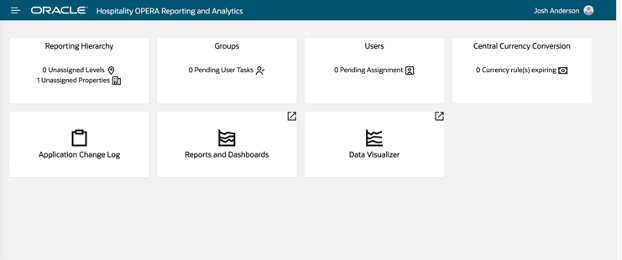 ORACLE Hospitality OPERA Reporting and Analytics Josh Anderson
Reporting Hierarchy
0 Unassigned Levels
1 Unassigned Properties
Groups
0 Pending User Tasks
Users
0 Pending Assignment
Central Currency Conversion
0 Currency rule(s) expiring
Application Change Log
Reports and Dashboards
Data Visualizer